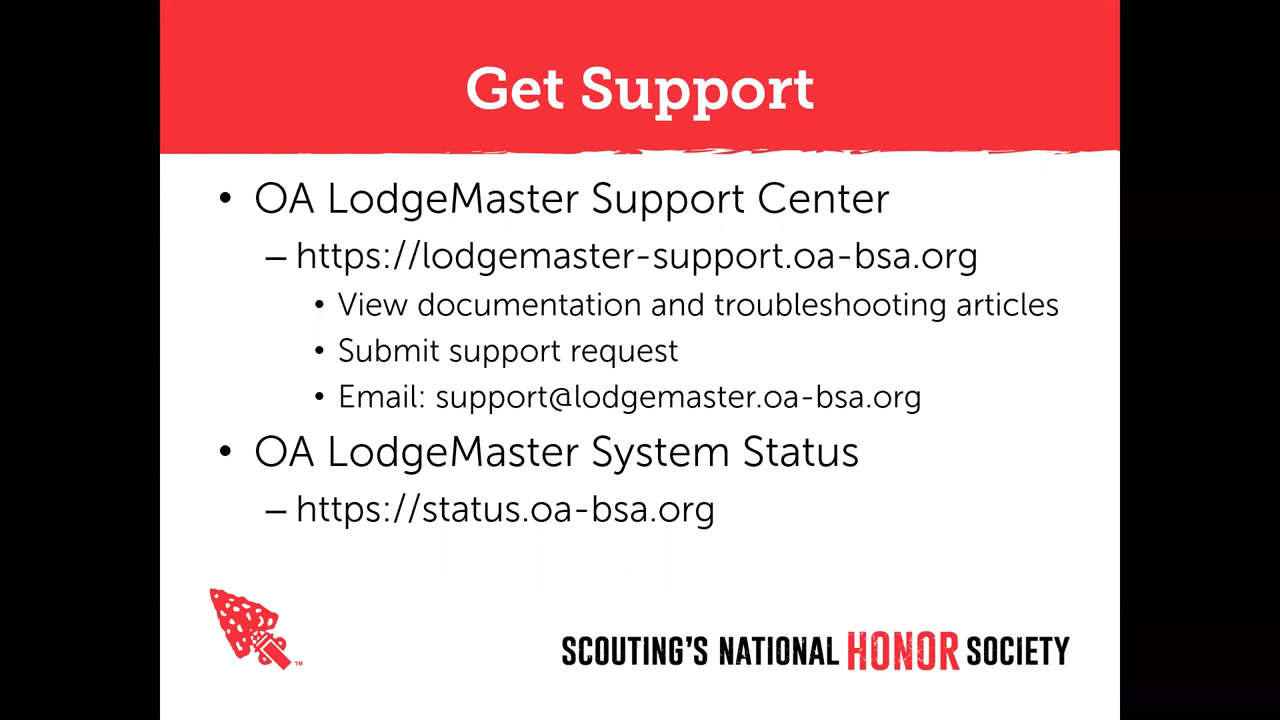 Get Support
• OA LodgeMaster Support Center
– https://lodgemaster-support.oa-bsa.org
• View documentation and troubleshooting articles
• Submit support request
• Email: support@lodgemaster.oa-bsa.org
• OA LodgeMaster System Status
– https://status.oa-bsa.org
TM
SCOUTING'S NATIONAL HONOR SOCIETY